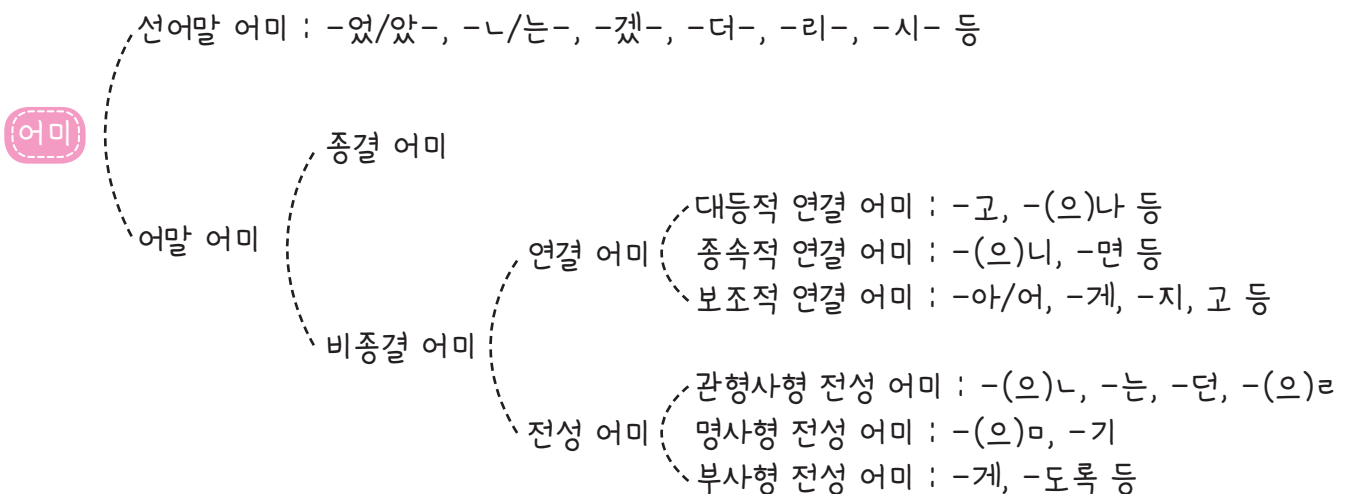 선어말 어미 : -었/았-, -ㄴ/는-, -겠-, -더-, -리-, -시- 등
어미
종결 어미
어말 어미
대등적 연결 어미 : -고, -(으)나 등
연결 어미
종속적 연결 어미 : -(으)니, -면 등
보조적 연결 어미 : -아/어, -게, -지, 고 등
비종결 어미
관형사형 전성 어미 : -(으)ㄴ, -는, -던, -(으)ㄹ
전성 어미
명사형 전성 어미 : -(으)ㅁ, -기
부사형 전성 어미 : -게, -도록 등